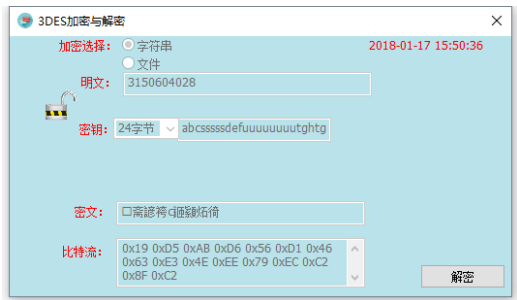 3DES加密与解密
加密选择: 字符串 2018-01-17 15:50:36
文件
明文: 3150604028
密钥: 24字节 abcsssssdefuuuuuuuutghtg
密文:
比特流: 0x19 0xD5 0xAB 0xD6 0x56 0xD1 0x46
0x63 0xE3 0x4E 0xEE 0x79 0xEC 0xC2
0x8F 0xC2
解密